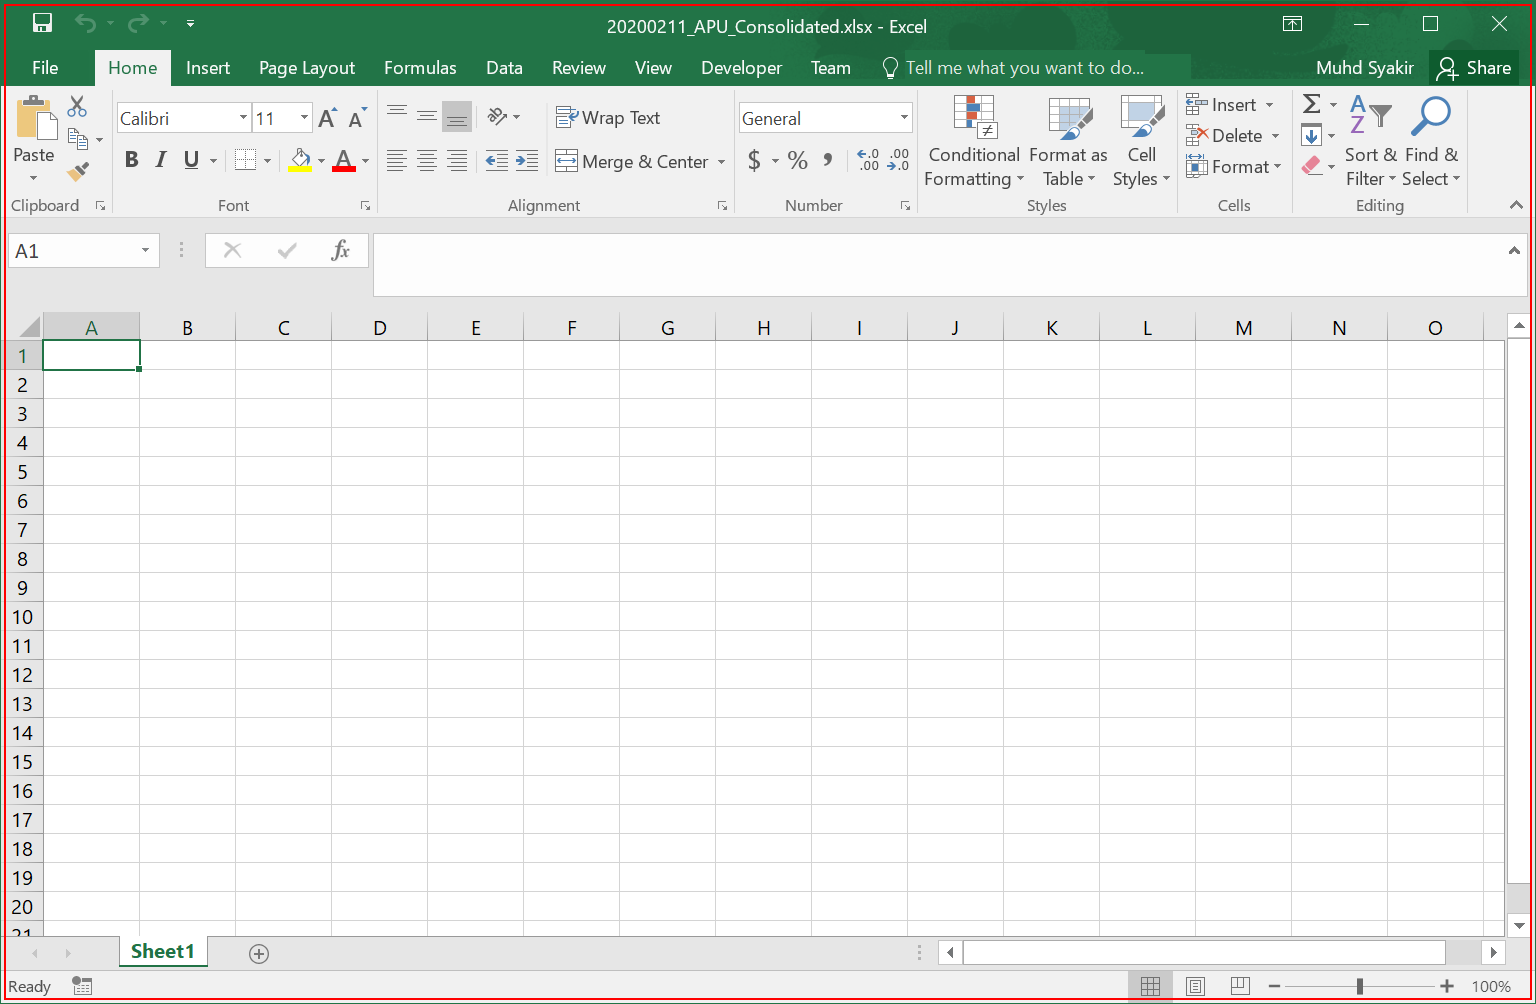 20200211_APU_Consolidated.xlsx - Excel
File Home Insert Page Layout Formulas Data Review View Developer Team Tell me what you want to do... Muhd Syakir Share
Paste
Clipboard
Calibri 11 A A
B I U A
Font
Wrap Text
Merge & Center
Alignment
General
$ % , .0 .00 .00 .0
Number
Conditional Formatting
Format as Table
Cell Styles
Styles
Insert
Delete
Format
Cells
Σ
A Z
Sort & Filter
Find & Select
Editing
A1 fx
A B C D E F G H I J K L M N O
1
2
3
4
5
6
7
8
9
10
11
12
13
14
15
16
17
18
19
20
21
Sheet1
Ready 100%